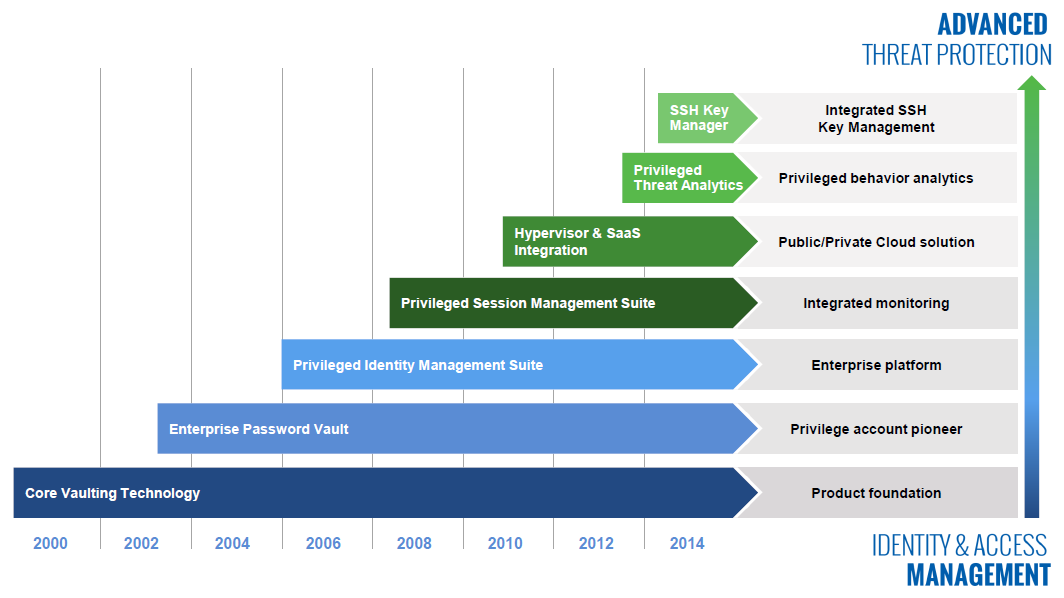 ADVANCED
THREAT PROTECTION
SSH Key
Manager
Integrated SSH
Key Management
Privileged
Threat Analytics
Privileged behavior analytics
Hypervisor & SaaS
Integration
Public/Private Cloud solution
Privileged Session Management Suite
Integrated monitoring
Privileged Identity Management Suite
Enterprise platform
Enterprise Password Vault
Privilege account pioneer
Core Vaulting Technology
Product foundation
2000 2002 2004 2006 2008 2010 2012 2014
IDENTITY & ACCESS
MANAGEMENT